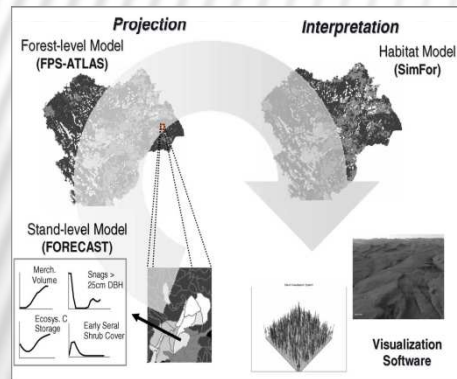 Projection
Interpretation
Forest-level Model
(FPS-ATLAS)
Habitat Model
(SimFor)
Stand-level Model
(FORECAST)
Merch.
Volume
Snags >
25cm DBH
Ecosys. C
Storage
Early Seral
Shrub Cover
Visualization
Software